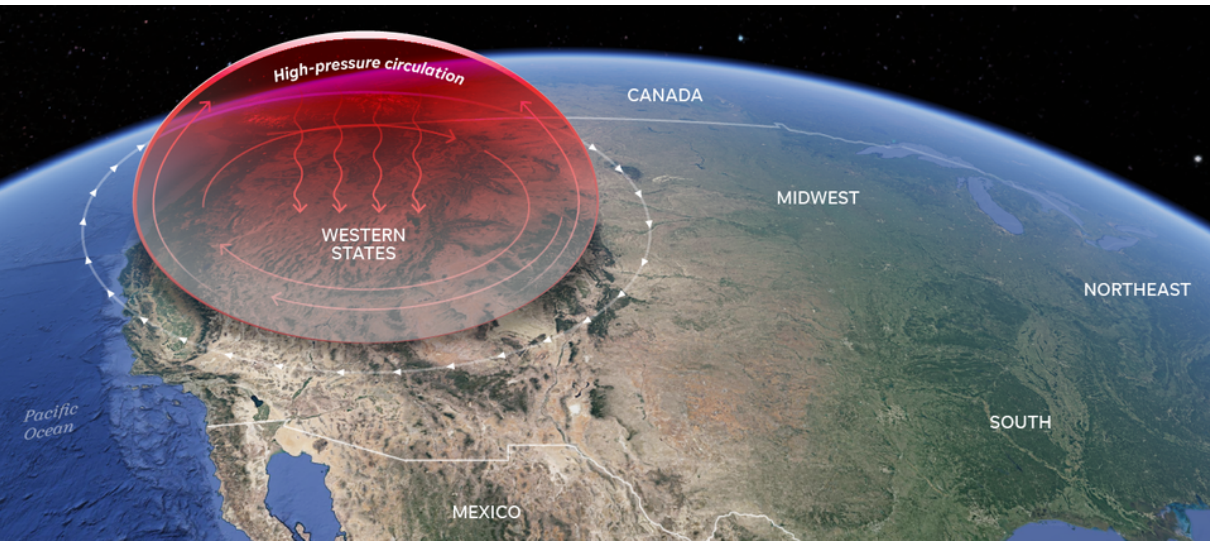 High-pressure circulation
CANADA
MIDWEST
WESTERN
STATES
NORTHEAST
Pacific
Ocean
SOUTH
MEXICO